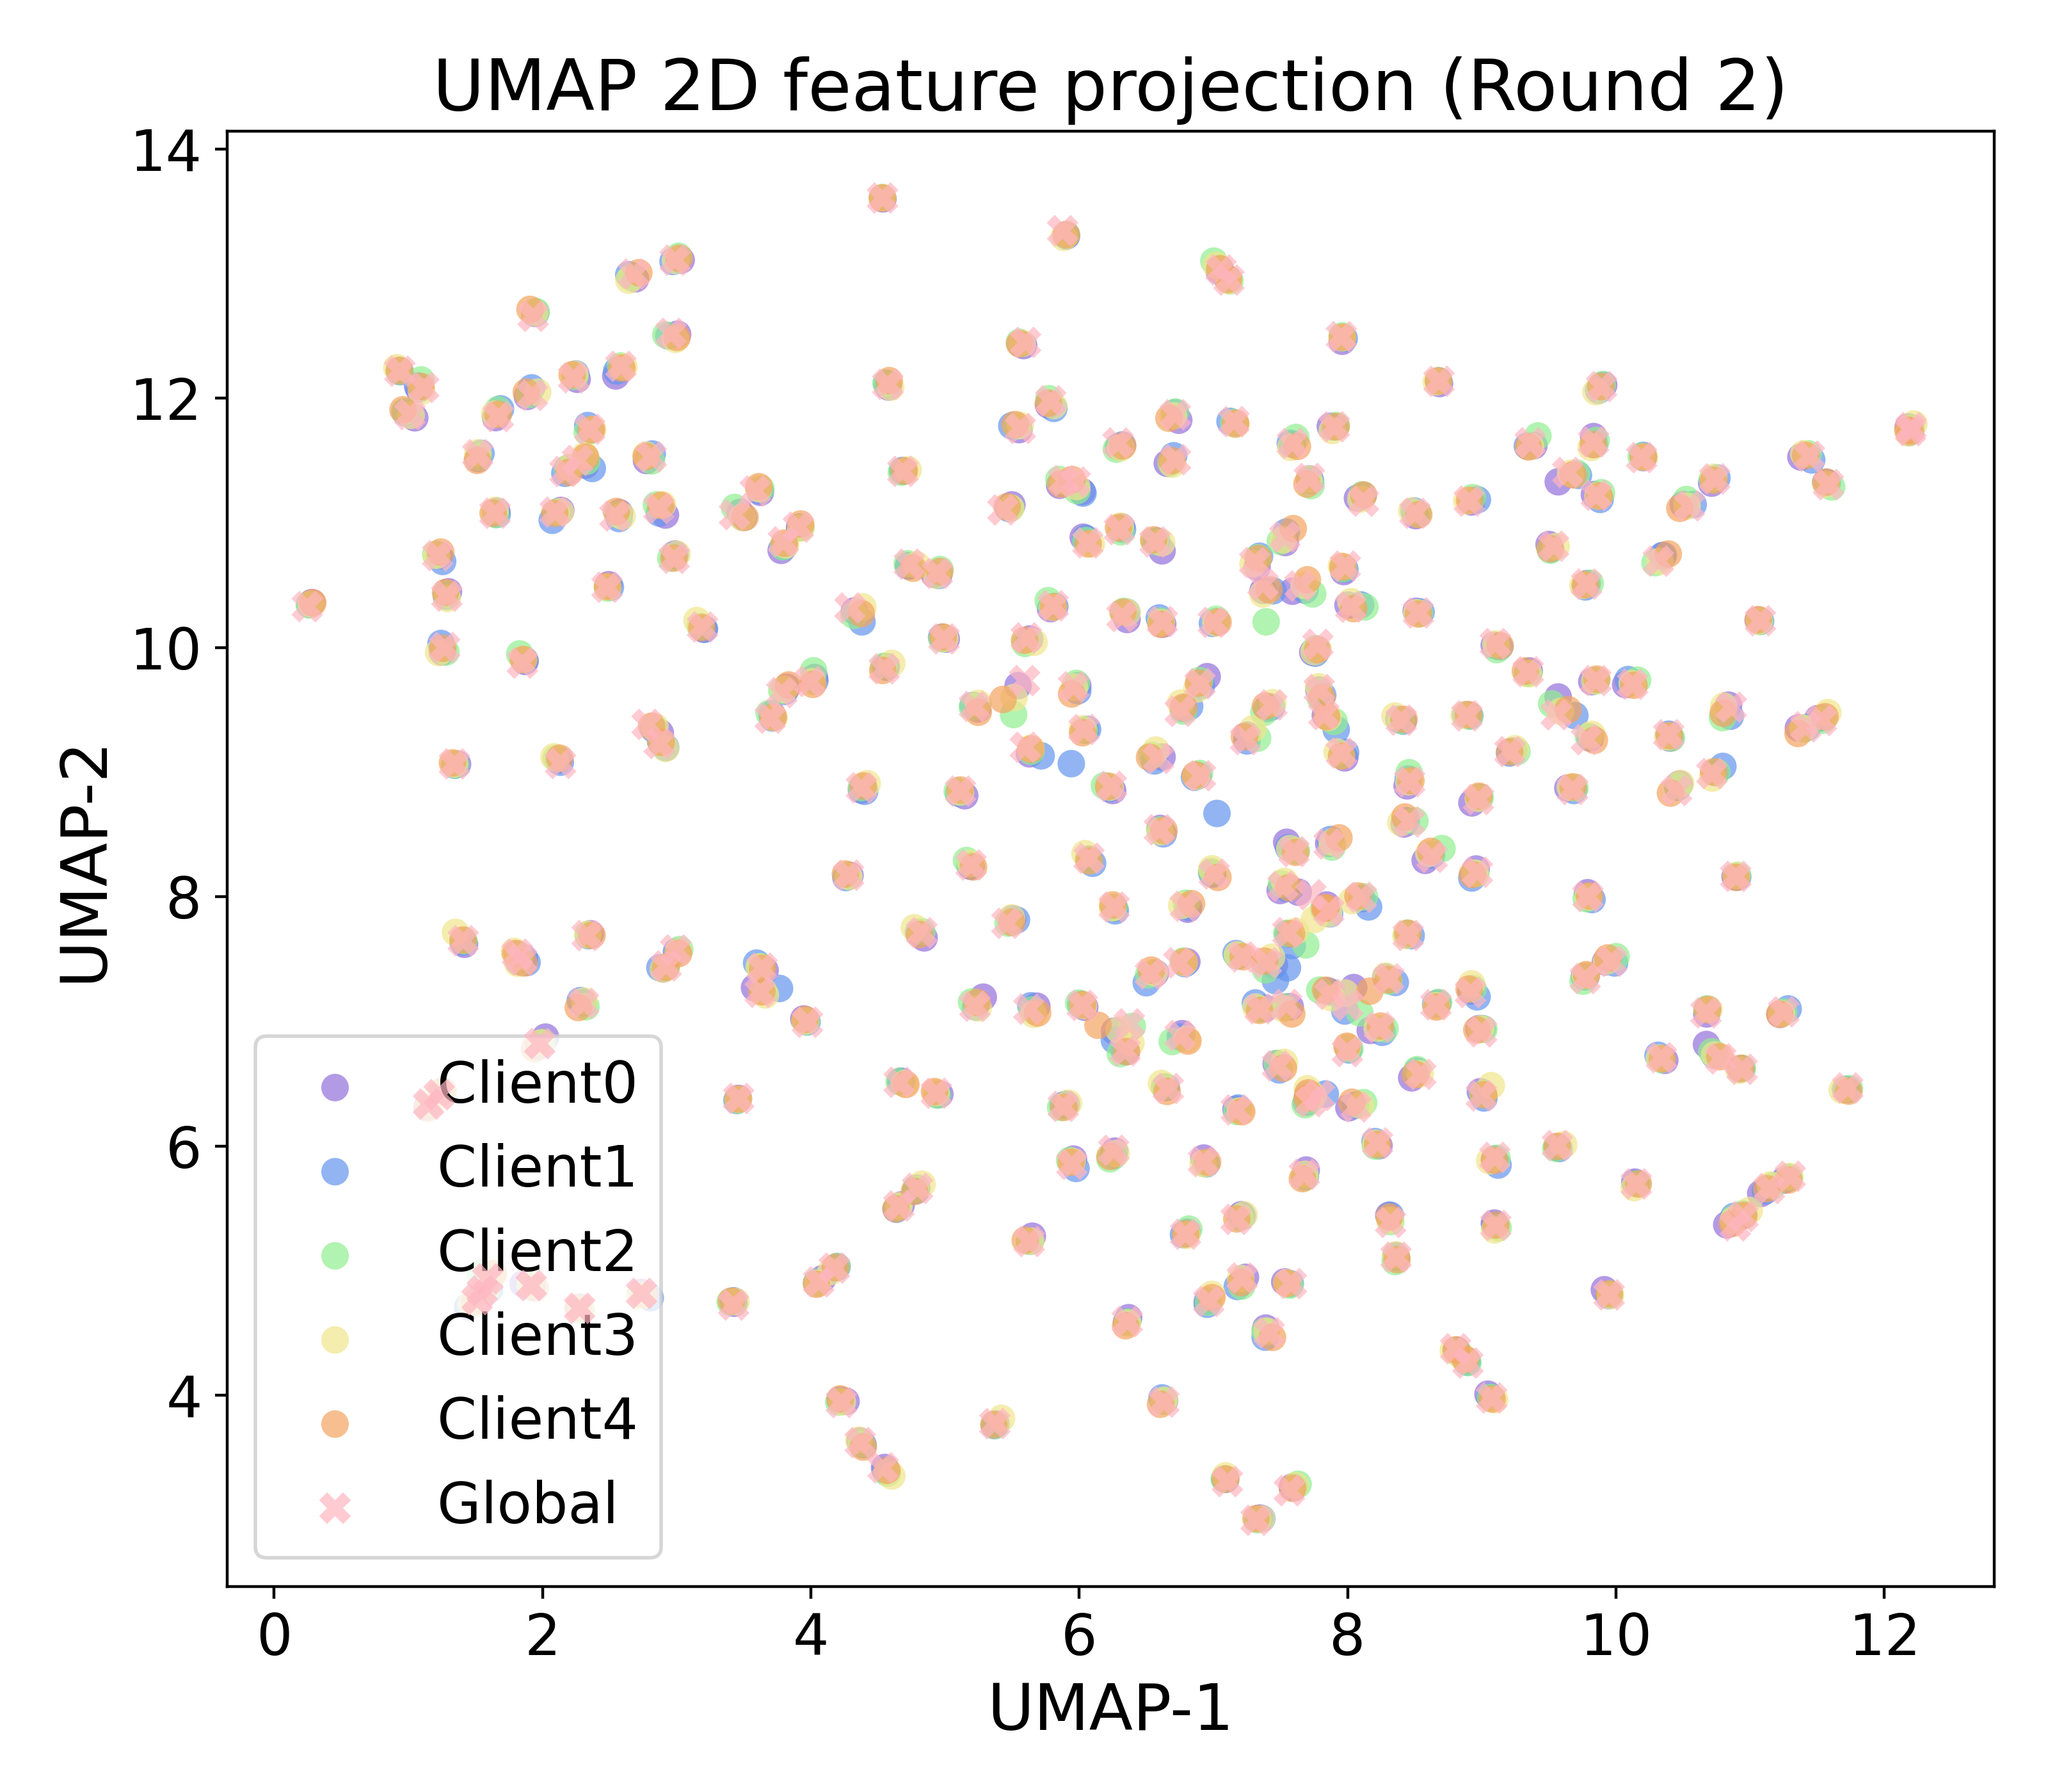 UMAP 2D feature projection (Round 2)
14
12
10
8
6
4
UMAP-2
Client0
Client1
Client2
Client3
Client4
Global
0 2 4 6 8 10 12
UMAP-1